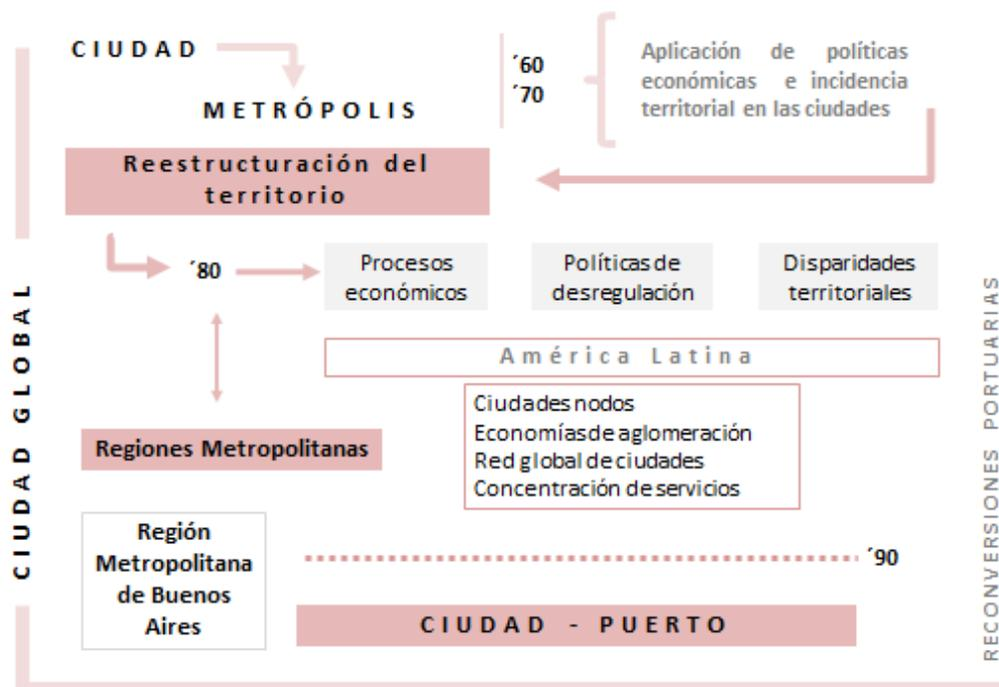 CIUDAD
METRÓPOLIS
´60
´70
Aplicación de políticas
económicas e incidencia
territorial en las ciudades
Reestructuración del
territorio
´80
Procesos
económicos
Políticas de
desregulación
Disparidades
territoriales
América Latina
Ciudades nodos
Economías de aglomeración
Red global de ciudades
Concentración de servicios
Regiones Metropolitanas
Región
Metropolitana
de Buenos
Aires
´90
CIUDAD - PUERTO
CIUDAD GLOBAL
RECONVERSIONES PORTUARIAS